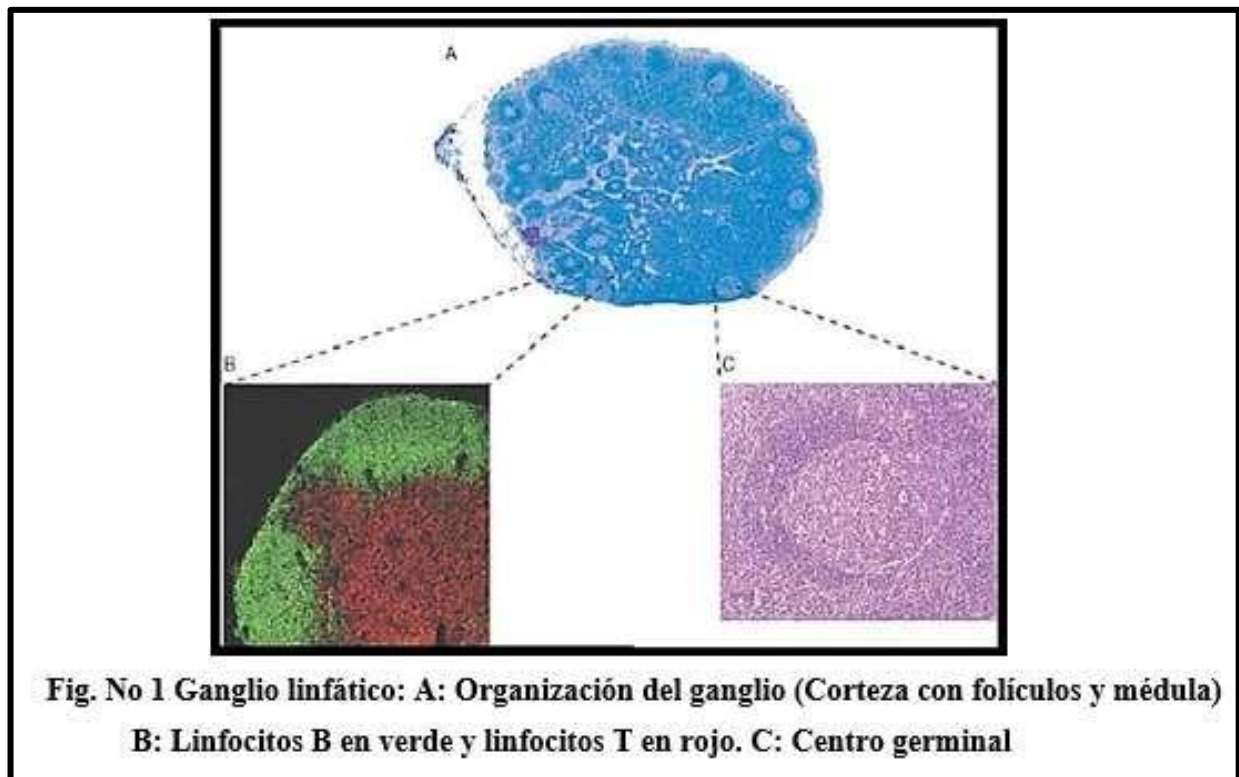 A
B
C
Fig. No 1 Ganglio linfático: A: Organización del ganglio (Corteza con folículos y médula)
B: Linfocitos B en verde y linfocitos T en rojo. C: Centro germinal